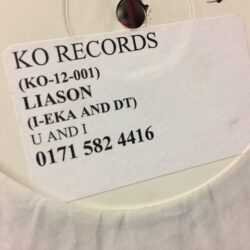 KO RECORDS
(KO-12-001)
LIASON
(I-EKA AND DT)
U AND I
0171 582 4416